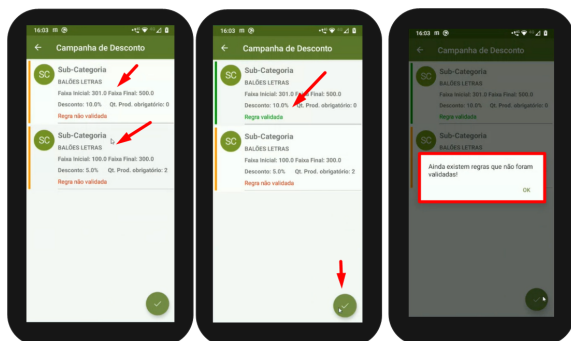 16:03
Campanha de Desconto
SC
Sub-Categoria
BALÕES LETRAS
Faixa Inicial: 301.0 Faixa Final: 500.0
Desconto: 10.0% Qt. Prod. obrigatório: 0
Regra não validada
SC
Sub-Categoria
BALÕES LETRAS
Faixa Inicial: 100.0 Faixa Final: 300.0
Desconto: 5.0% Qt. Prod. obrigatório: 2
Regra não validada
16:03
Campanha de Desconto
SC
Sub-Categoria
BALÕES LETRAS
Faixa Inicial: 301.0 Faixa Final: 500.0
Desconto: 10.0% Qt. Prod. obrigatório: 0
Regra validada
SC
Sub-Categoria
BALÕES LETRAS
Faixa Inicial: 100.0 Faixa Final: 300.0
Desconto: 5.0% Qt. Prod. obrigatório: 2
Regra não validada
16:03
Campanha de Desconto
SC
Sub-Categoria
BALÕES LETRAS
Faixa Inicial: 301.0 Faixa Final: 500.0
Desconto: 10.0% Qt. Prod. obrigatório: 0
Regra validada
SC
Sub-Categoria
Ainda existem regras que não foram
validadas!
OK